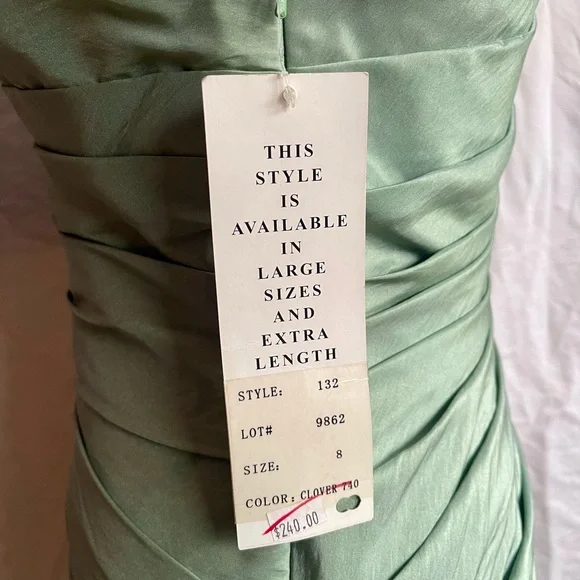 THIS
STYLE
IS
AVAILABLE
IN
LARGE
SIZES
AND
EXTRA
LENGTH
STYLE: 132
LOT# 9862
SIZE: 8
COLOR: CLOVER 740
$240.00